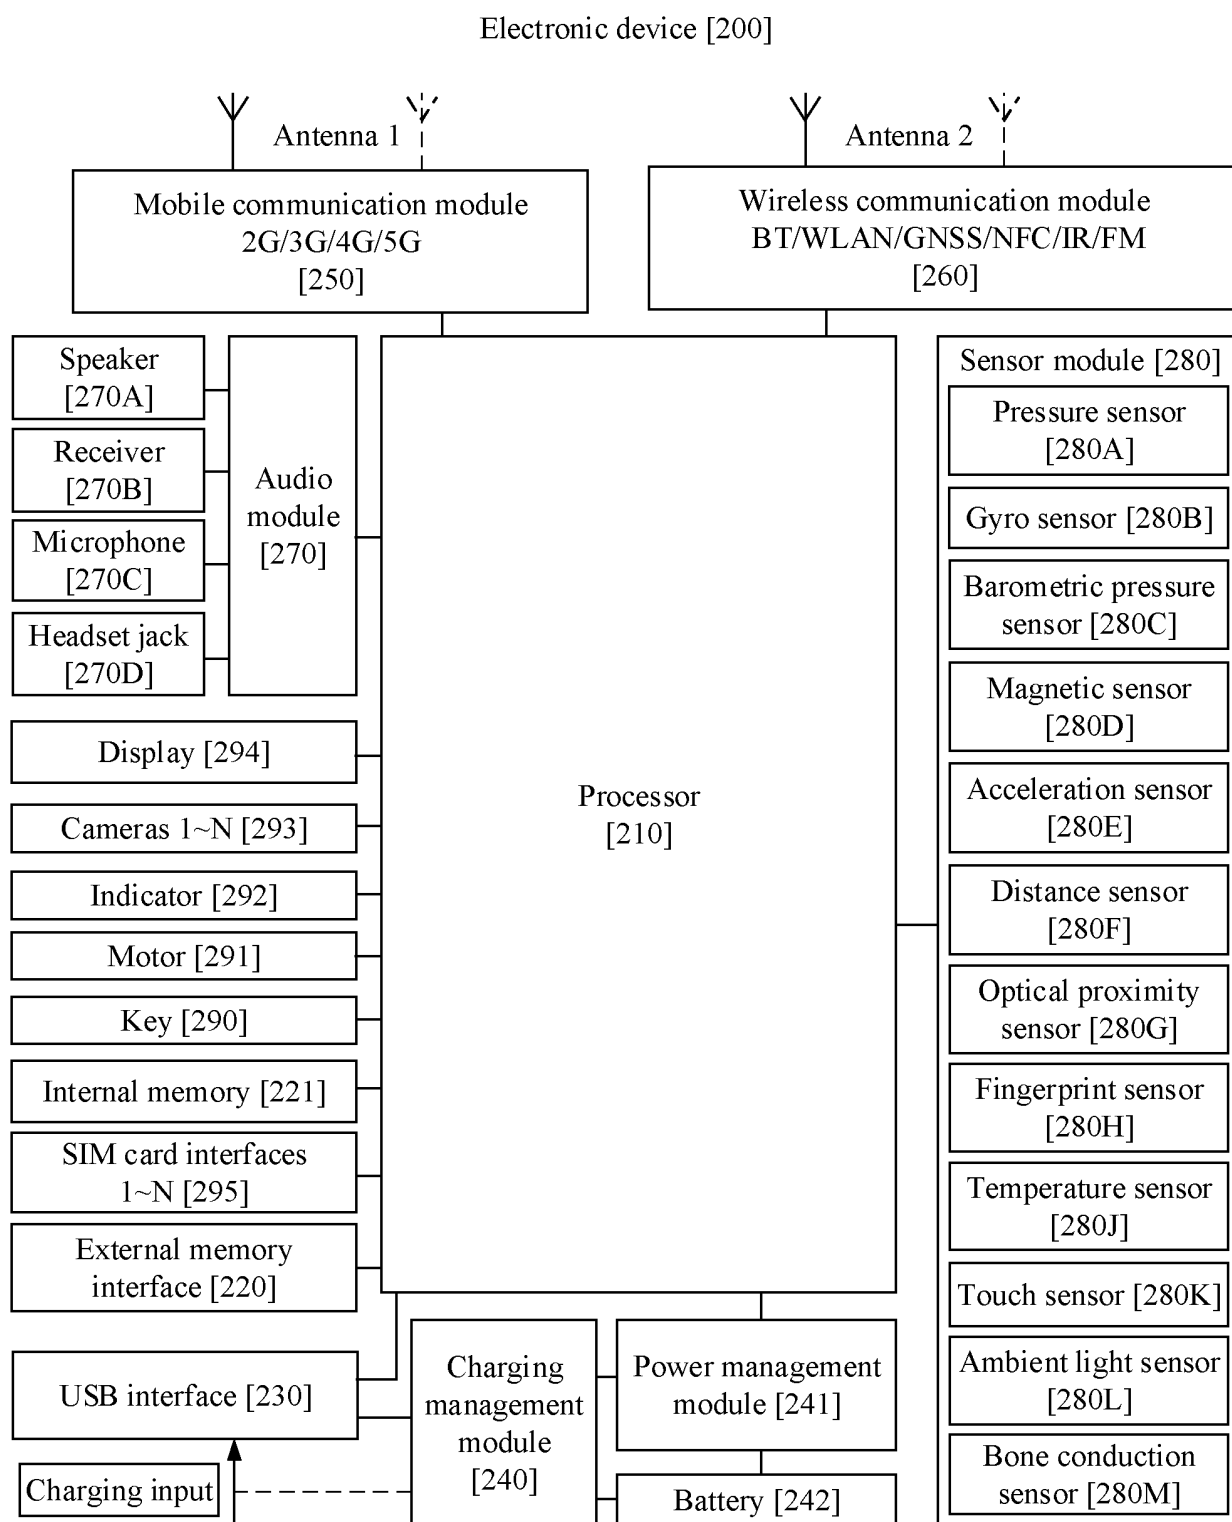 Electronic device [200]
Antenna 1
Antenna 2
Mobile communication module
2G/3G/4G/5G
[250]
Wireless communication module
BT/WLAN/GNSS/NFC/IR/FM
[260]
Speaker
[270A]
Receiver
[270B]
Microphone
[270C]
Headset jack
[270D]
Audio
module
[270]
Display [294]
Cameras 1~N [293]
Indicator [292]
Motor [291]
Key [290]
Internal memory [221]
SIM card interfaces
1~N [295]
External memory
interface [220]
USB interface [230]
Charging input
Processor
[210]
Charging
management
module
[240]
Power management
module [241]
Battery [242]
Sensor module [280]
Pressure sensor
[280A]
Gyro sensor [280B]
Barometric pressure
sensor [280C]
Magnetic sensor
[280D]
Acceleration sensor
[280E]
Distance sensor
[280F]
Optical proximity
sensor [280G]
Fingerprint sensor
[280H]
Temperature sensor
[280J]
Touch sensor [280K]
Ambient light sensor
[280L]
Bone conduction
sensor [280M]